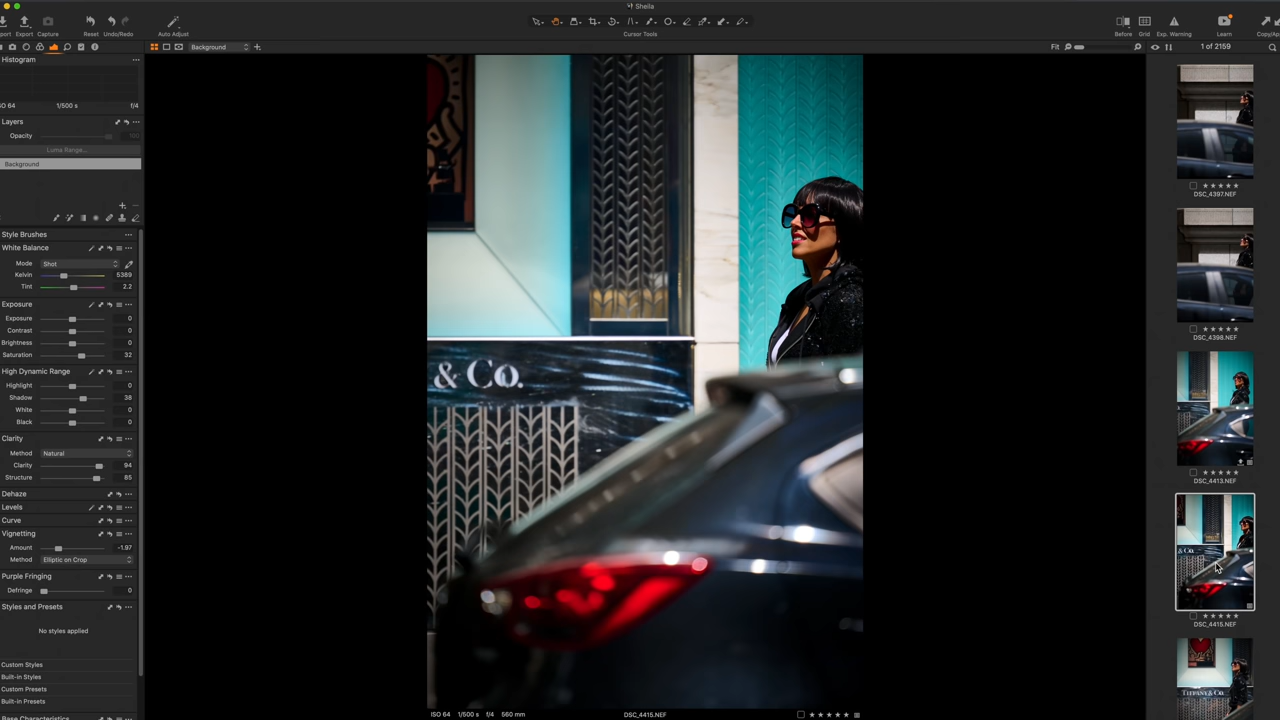 Sheila
Export
Capture
Reset
Undo/Redo
Auto Adjust
Cursor Tools
Before
Grid
Exp. Warning
Learn
Background
Fit
1 of 2159
Histogram
ISO 64
1/500 s
f/4
Layers
Opacity
Luma Range...
Background
Style Brushes
White Balance
Mode
Shot
Kelvin
5389
Tint
2.2
Exposure
Exposure
0
Contrast
0
Brightness
0
Saturation
32
High Dynamic Range
Highlight
0
Shadow
38
White
0
Black
0
Clarity
Method
Natural
Clarity
94
Structure
85
Dehaze
Levels
Curve
Vignetting
Amount
-1.97
Method
Elliptic on Crop
Purple Fringing
Defringe
0
Styles and Presets
No styles applied
Custom Styles
Built-in Styles
Custom Presets
Built-in Presets
Base Characteristics
& Co.
ISO 64
1/500 s
f/4
560 mm
DSC_4415.NEF
DSC_4397.NEF
DSC_4398.NEF
DSC_4413.NEF
& Co.
DSC_4415.NEF
TIFFANY & CO.